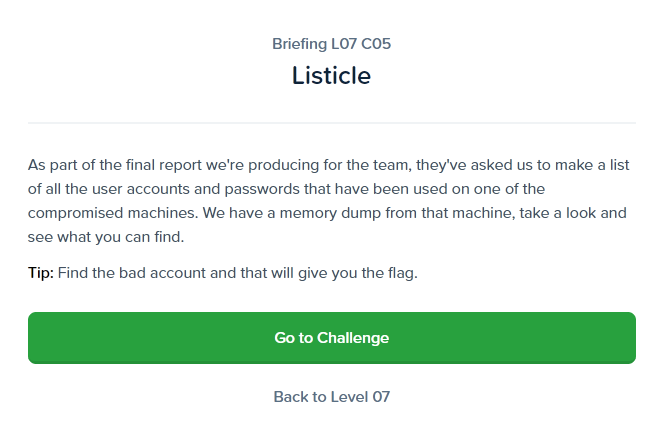 Briefing L07 C05
Listicle
As part of the final report we're producing for the team, they've asked us to make a list
of all the user accounts and passwords that have been used on one of the
compromised machines. We have a memory dump from that machine, take a look and
see what you can find.
Tip: Find the bad account and that will give you the flag.
Go to Challenge
Back to Level 07